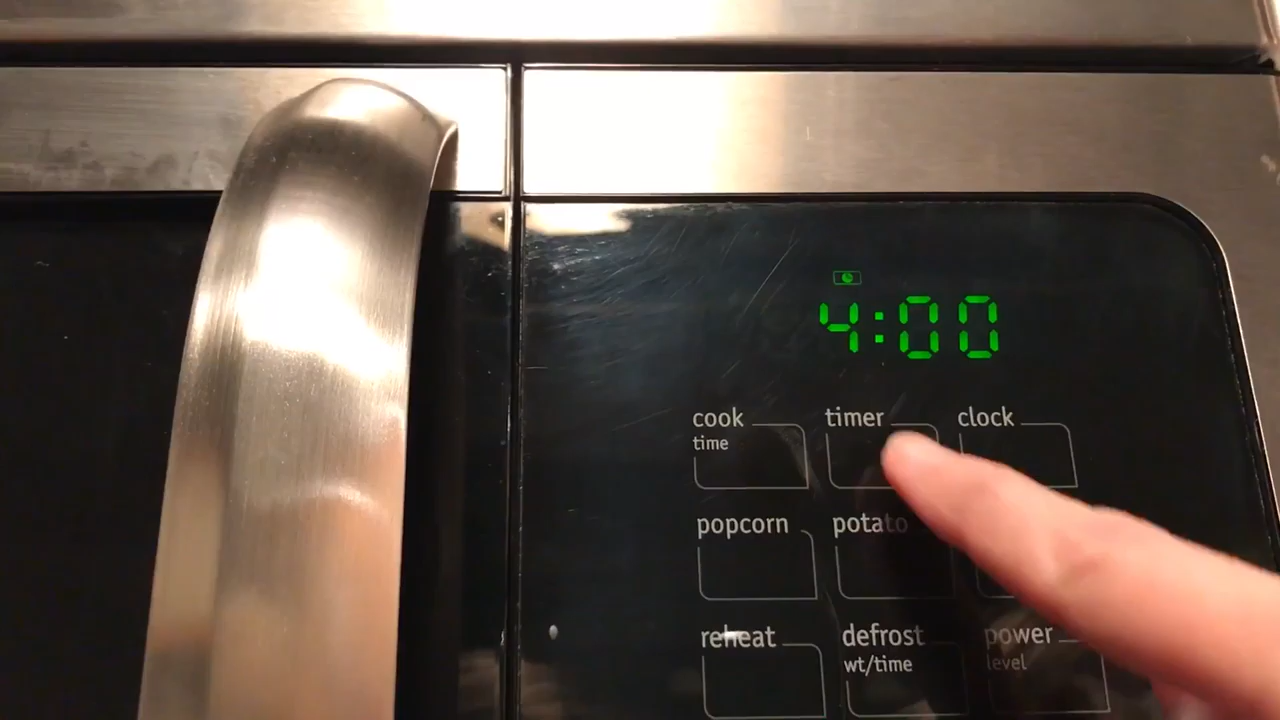 4:00
cook timer clock
time
popcorn potato
reheat defrost power
wt/time level